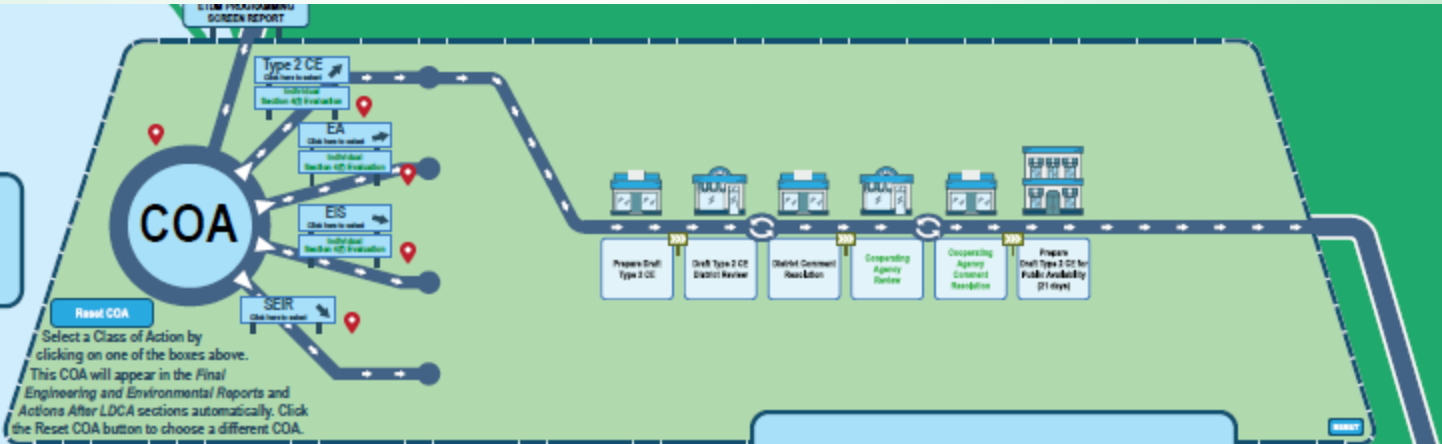 ETDM PROGRAMMING
SCREEN REPORT
Type 2 CE
Click here to select
Individual
Section 4(f) Evaluation
EA
Click here to select
Individual
Section 4(f) Evaluation
EIS
Click here to select
Individual
Section 4(f) Evaluation
SEIR
Click here to select
COA
Reset COA
Select a Class of Action by
clicking on one of the boxes above.
This COA will appear in the Final
Engineering and Environmental Reports and
Actions After LDCA sections automatically. Click
the Reset COA button to choose a different COA.
Prepare Draft
Type 2 CE
Draft Type 2 CE
District Review
District Comment
Resolution
Cooperating
Agency
Review
Cooperating
Agency
Comment
Resolution
Prepare
Draft Type 2 CE for
Public Availability
(21 days)
RESET